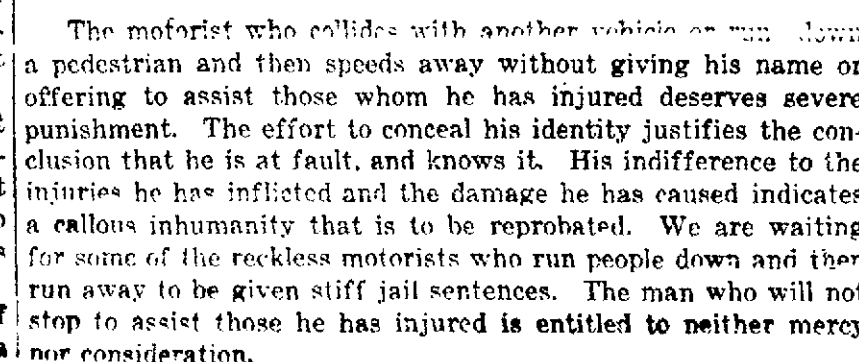 The motorist who collides with another vehicle or run down
a pedestrian and then speeds away without giving his name or
offering to assist those whom he has injured deserves severe
punishment. The effort to conceal his identity justifies the con-
clusion that he is at fault, and knows it. His indifference to the
injuries he has inflicted and the damage he has caused indicates
a callous inhumanity that is to be reprobated. We are waiting
for some of the reckless motorists who run people down and then
run away to be given stiff jail sentences. The man who will not
stop to assist those he has injured is entitled to neither mercy
nor consideration.